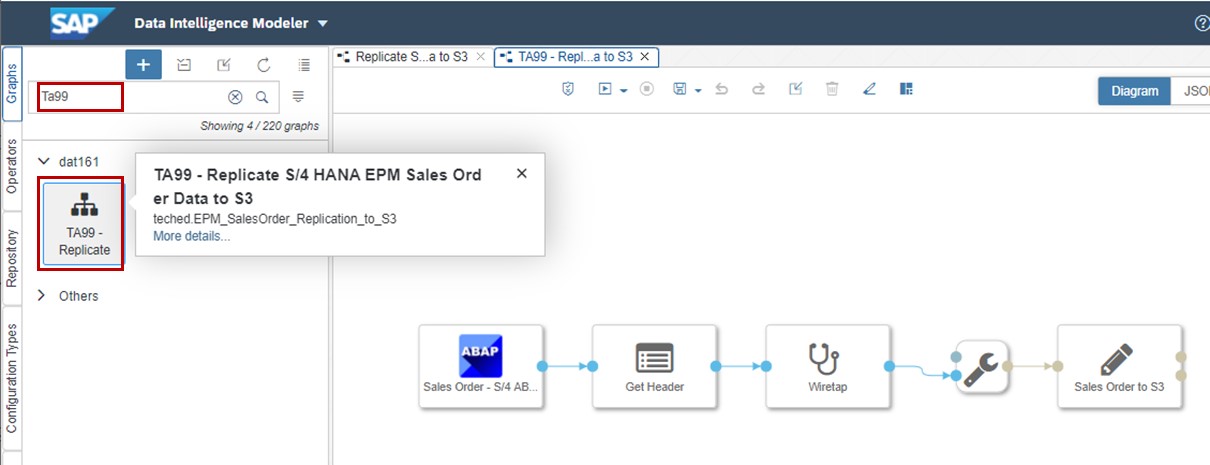 SAP
Data Intelligence Modeler
Graphs
Operators
Repository
Configuration Types
Ta99
Showing 4 / 220 graphs
dat161
TA99 -
Replicate
Others
Replicate S...a to S3
TA99 - Repl...a to S3
Diagram
JSO
TA99 - Replicate S/4 HANA EPM Sales Ord
er Data to S3
teched.EPM_SalesOrder_Replication_to_S3
More details...
ABAP
Sales Order - S/4 AB...
Get Header
Wiretap
Sales Order to S3